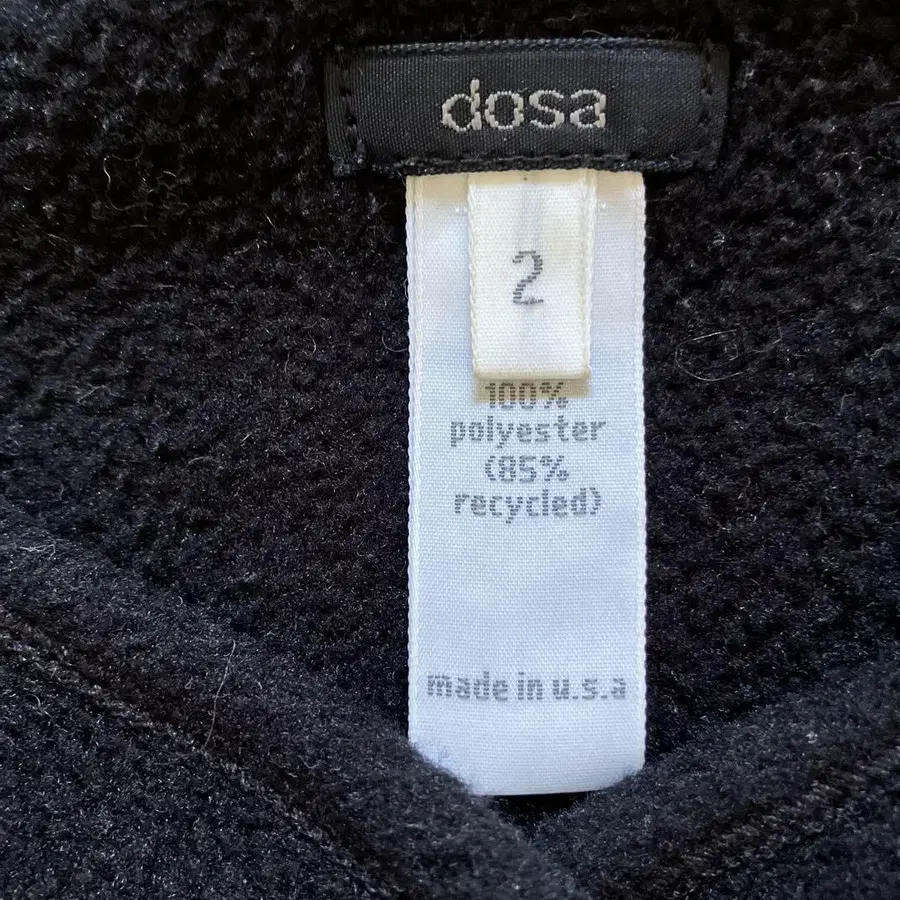 dosa
2
100%
polyester
(85%
recycled)
made in u.s.a